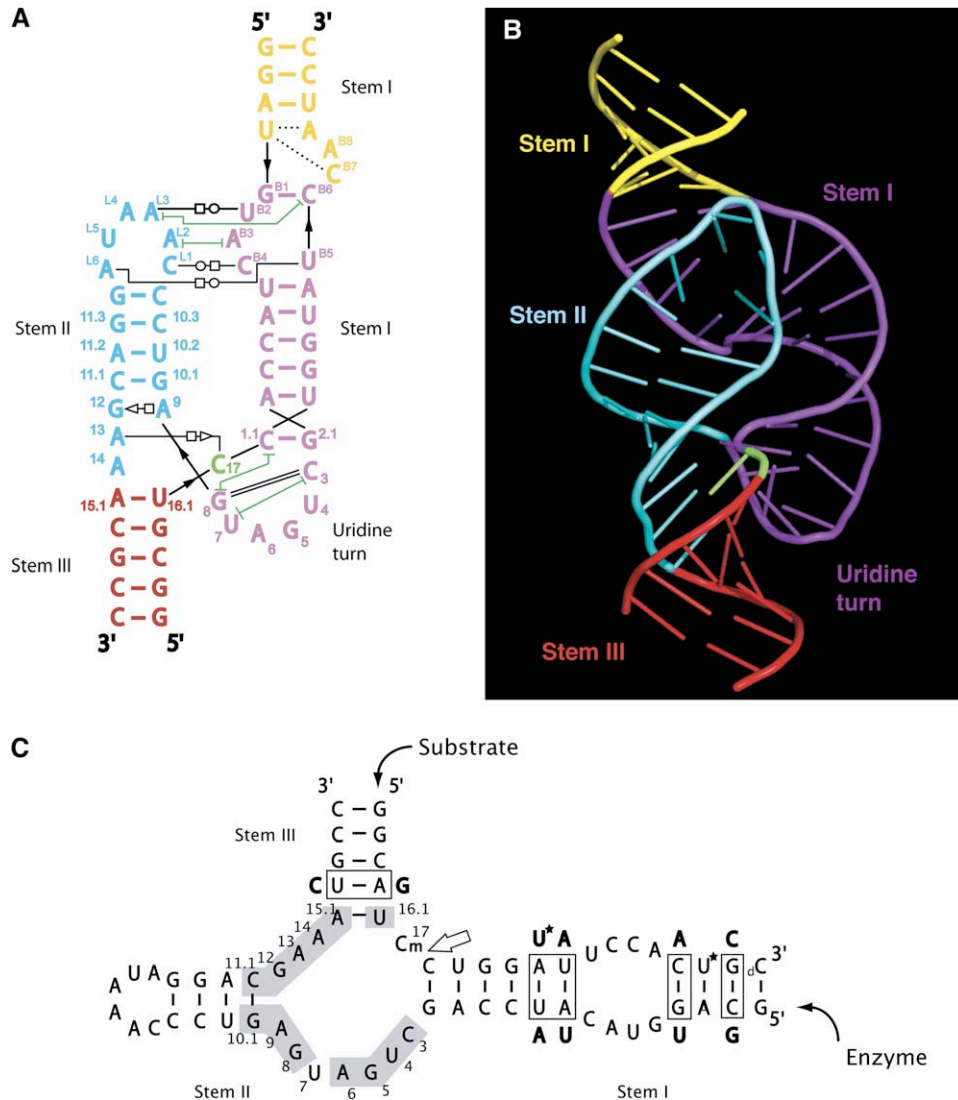 A
5' 3'
G – C
G – C
Stem I
A – U
U A A B8
C B7
G B1 – C B6
L4 A A L3 U B2
L5 U A L2 A B3
L6 A C L1 C B4 U B5
G – C U – A
11.3 G – C 10.3 A – U
Stem II Stem I
11.2 A – U 10.2 C – G
11.1 C – G 10.1 C – G
12 G A 9 A – U
13 A 1.1 C – G 2.1
14 A C 17 C 3
15.1 A – U 16.1 G 8 U 4
C – G U 7 A 6 G 5
Stem III G – C Uridine
turn
C – G
C – G
3' 5'
B
Stem I
Stem I
Stem II
Uridine
turn
Stem III
C
Substrate
3' 5'
C – G
Stem III C – G
G – C
C U – A G
15.1 A – U 16.1
14 A Cm 17
13 A
12 G
11.1
U* A A C
A A U A G G A C C U G G A U U C C A C U* G dC 3'
A A C C C U G G A C C U A C A U G G A C G 5'
10.1 A 9 G 8 U 7 A 6 G 5 U 4 C 3
A U U G
Enzyme
Stem II Stem I